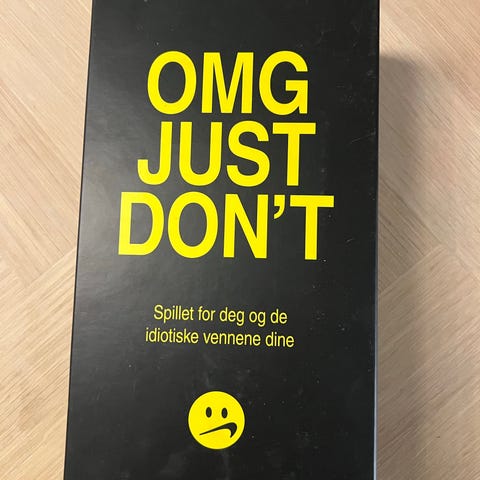 OMG
JUST
DON'T
Spillet for deg og de
idiotiske vennene dine